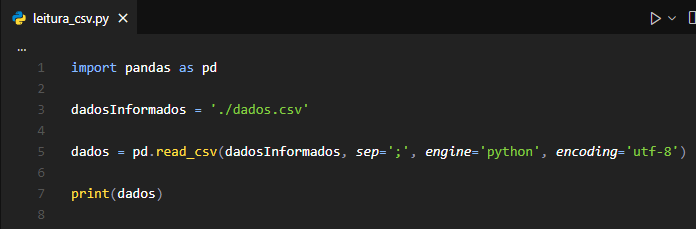 leitura_csv.py
...
1 import pandas as pd
2
3 dadosInformados = './dados.csv'
4
5 dados = pd.read_csv(dadosInformados, sep=';', engine='python', encoding='utf-8')
6
7 print(dados)
8